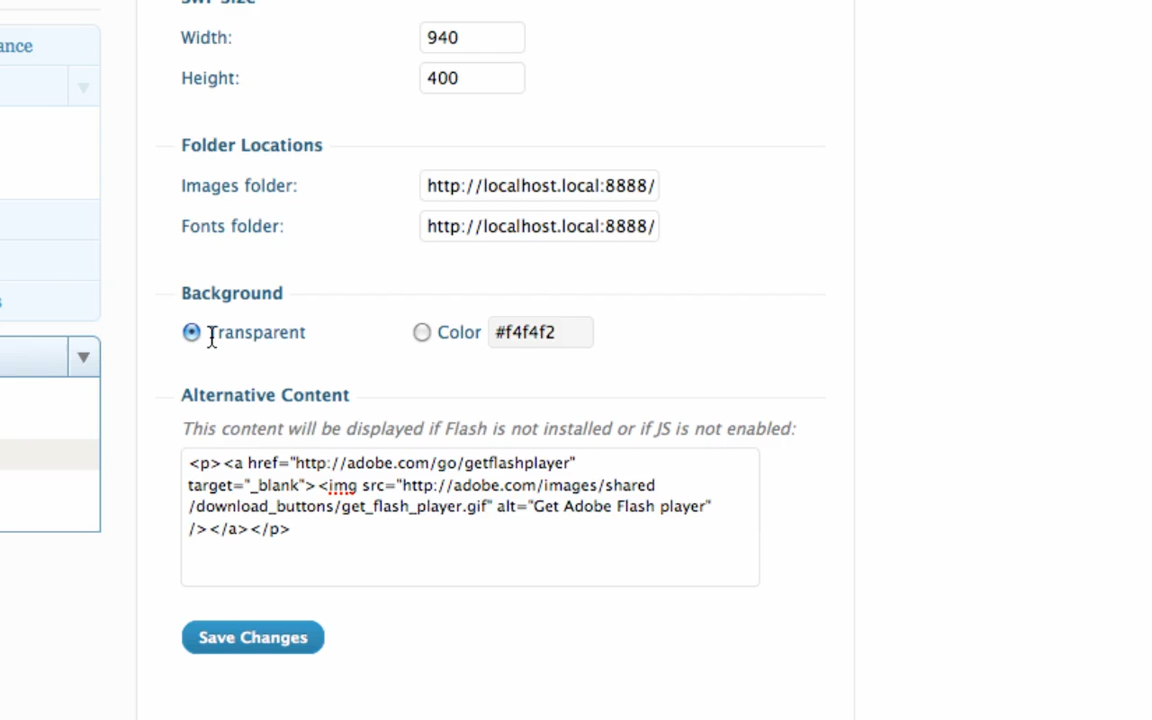 SWF Size
ance
Width:
940
Height:
400
Folder Locations
Images folder:
http://localhost.local:8888/
Fonts folder:
http://localhost.local:8888/
Background
s
Transparent
Color
#f4f4f2
Alternative Content
This content will be displayed if Flash is not installed or if JS is not enabled:
<p><a href="http://adobe.com/go/getflashplayer"
target="_blank"><img src="http://adobe.com/images/shared
/download_buttons/get_flash_player.gif" alt="Get Adobe Flash player"
/></a></p>
Save Changes